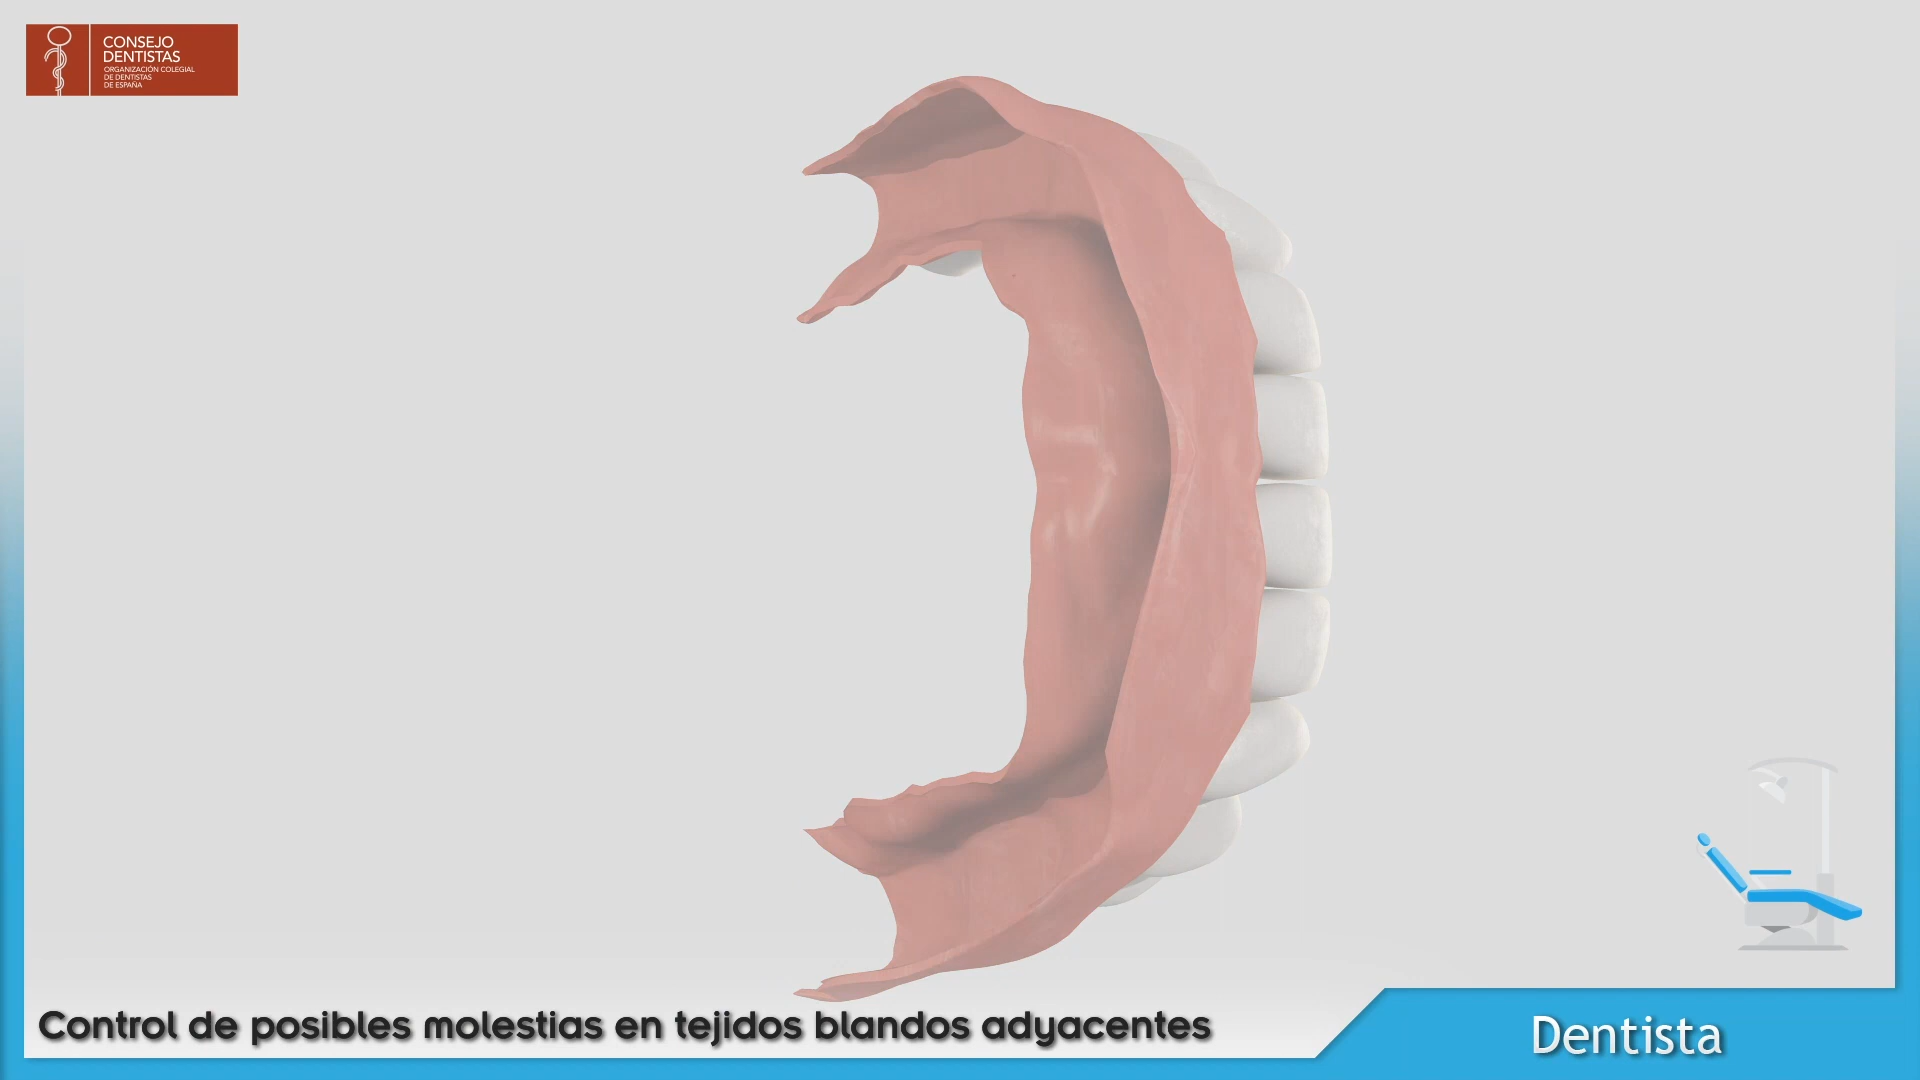 CONSEJO
DENTISTAS
ORGANIZACIÓN COLEGIAL
DE DENTISTAS
DE ESPAÑA
Control de posibles molestias en tejidos blandos adyacentes
Dentista